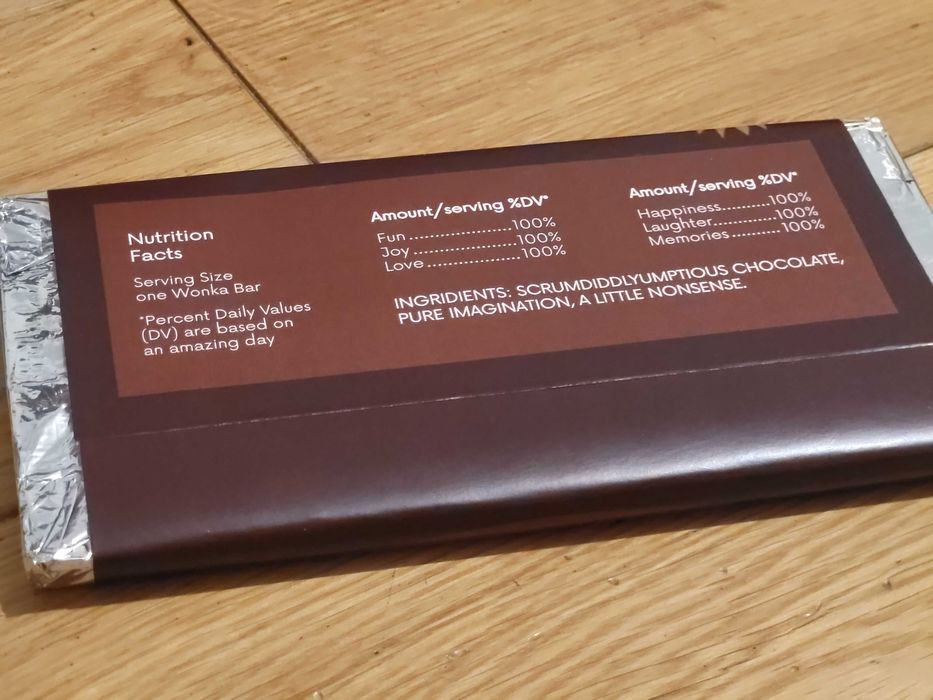 Nutrition
Facts
Serving Size
one Wonka Bar
*Percent Daily Values
(DV) are based on
an amazing day
Amount/serving %DV*
Fun....................100%
Joy....................100%
Love..................100%
Amount/serving %DV*
Happiness..........100%
Laughter............100%
Memories..........100%
INGRIDIENTS: SCRUMDIDDLYUMPTIOUS CHOCOLATE,
PURE IMAGINATION, A LITTLE NONSENSE.